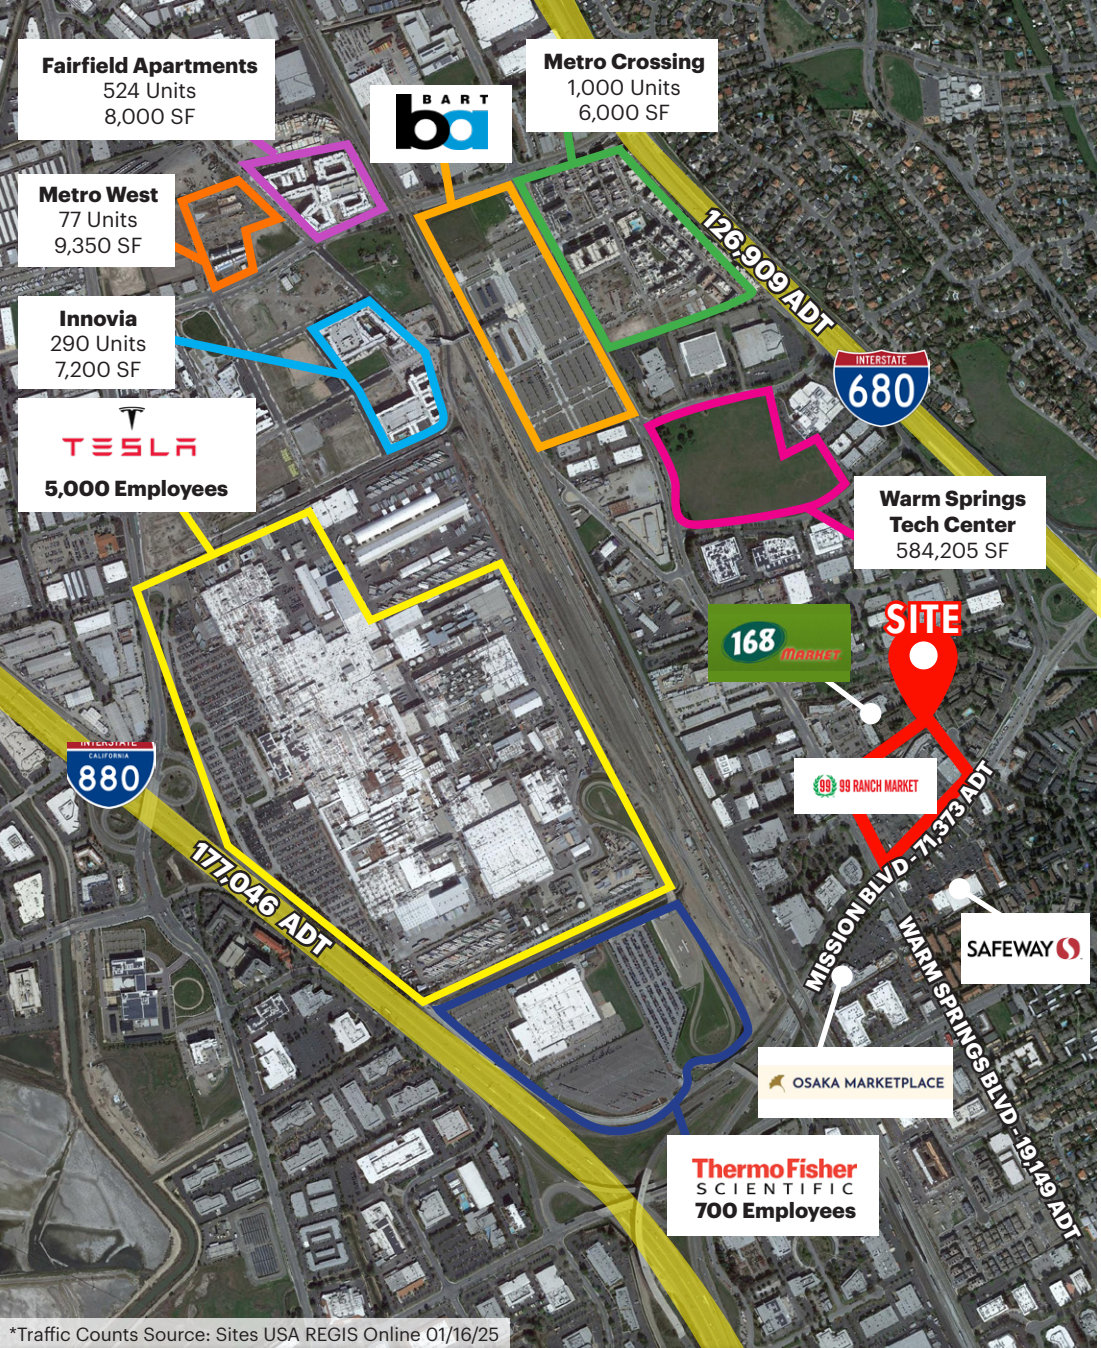 Fairfield Apartments
524 Units
8,000 SF
BART
ba
Metro Crossing
1,000 Units
6,000 SF
Metro West
77 Units
9,350 SF
126,909 ADT
Innovia
290 Units
7,200 SF
INTERSTATE
680
TESLA
5,000 Employees
Warm Springs
Tech Center
584,205 SF
SITE
168
MARKET
INTERSTATE
CALIFORNIA
880
99 99 RANCH MARKET
177,046 ADT
MISSION BLVD - 71,373 ADT
SAFEWAY
WARM SPRINGS BLVD - 19,149 ADT
OSAKA MARKETPLACE
ThermoFisher
SCIENTIFIC
700 Employees
*Traffic Counts Source: Sites USA REGIS Online 01/16/25